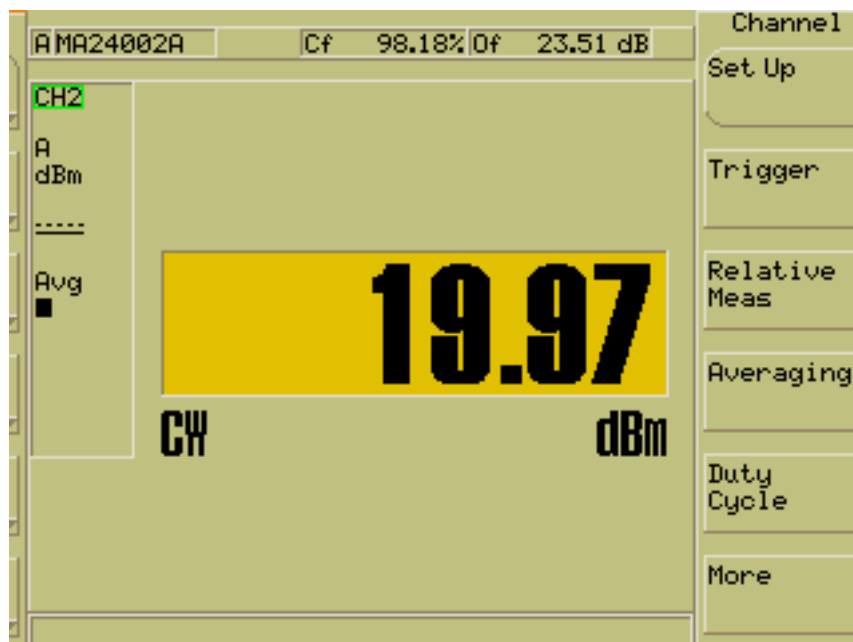 A MA24002A Cf 98.18% Of 23.51 dB
CH2
A
dBm
-----
Avg
19.97
CW dBm
Channel
Set Up
Trigger
Relative
Meas
Averaging
Duty
Cycle
More